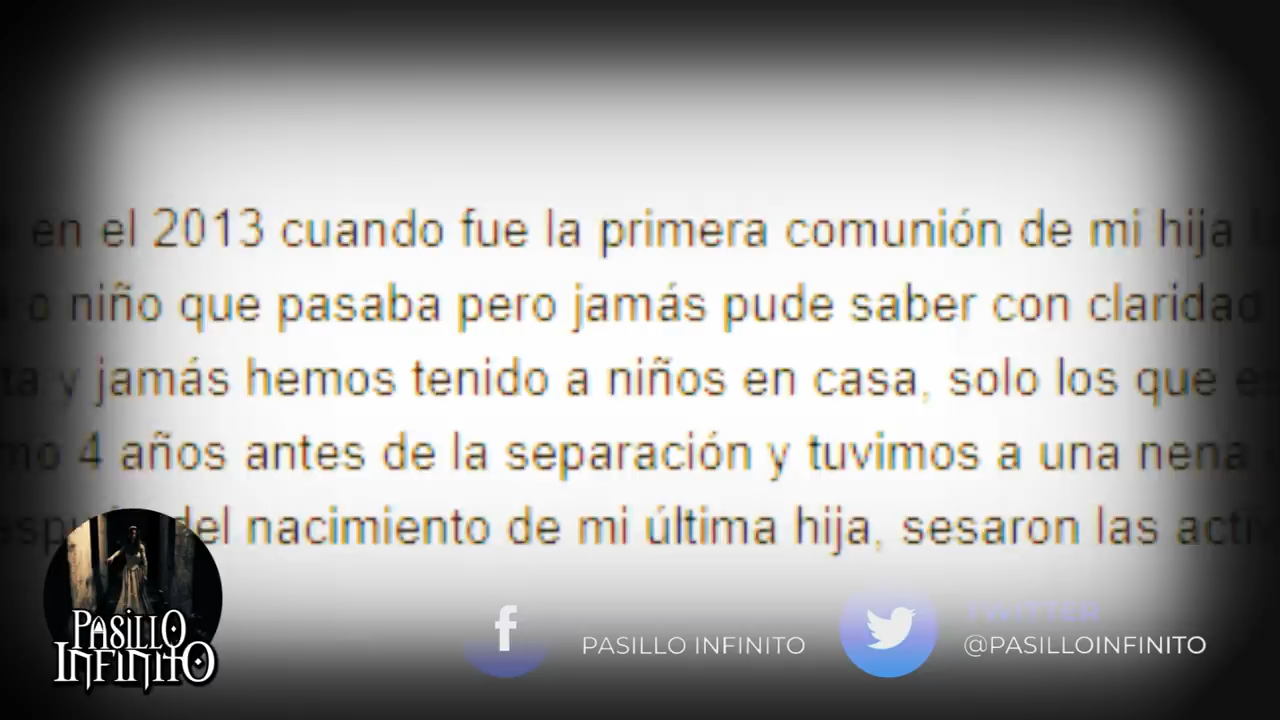 en el 2013 cuando fue la primera comunión de mi hija
o niño que pasaba pero jamás pude saber con claridad
y jamás hemos tenido a niños en casa, solo los que
4 años antes de la separación y tuvimos a una nena
del nacimiento de mi última hija, sesaron las
PASILLO
INFINITO
f
PASILLO INFINITO
TWITTER
@PASILLOINFINITO